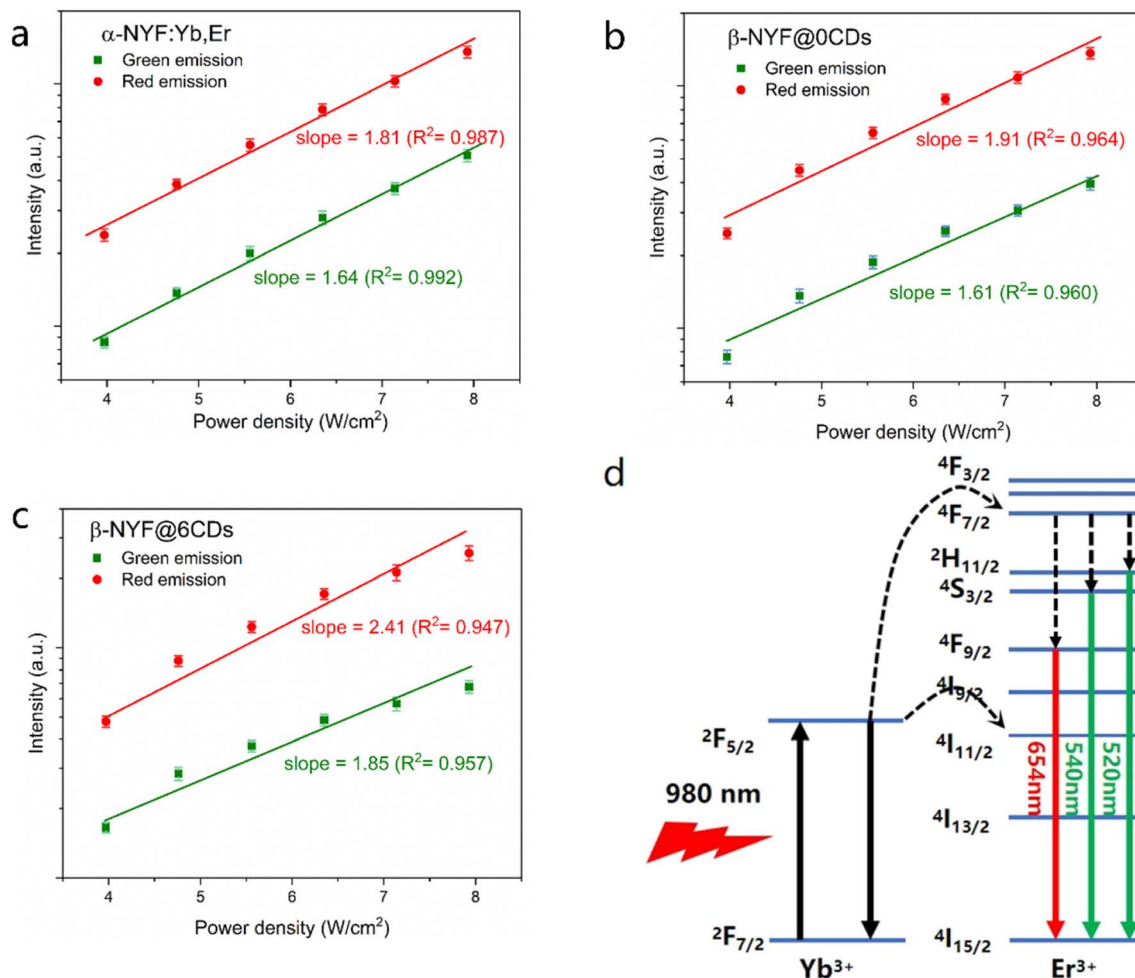 a
α-NYF:Yb,Er
Green emission
Red emission
slope = 1.81 (R²= 0.987)
slope = 1.64 (R²= 0.992)
Intensity (a.u.)
4 5 6 7 8
Power density (W/cm²)
b
β-NYF@0CDs
Green emission
Red emission
slope = 1.91 (R²= 0.964)
slope = 1.61 (R²= 0.960)
Intensity (a.u.)
4 5 6 7 8
Power density (W/cm²)
c
β-NYF@6CDs
Green emission
Red emission
slope = 2.41 (R²= 0.947)
slope = 1.85 (R²= 0.957)
Intensity (a.u.)
4 5 6 7 8
Power density (W/cm²)
d
⁴F₃/₂
⁴F₇/₂
²H₁₁/₂
⁴S₃/₂
⁴F₉/₂
⁴I₉/₂
²F₅/₂
⁴I₁₁/₂
654nm
540nm
520nm
980 nm
⁴I₁₃/₂
²F₇/₂
⁴I₁₅/₂
Yb³⁺
Er³⁺